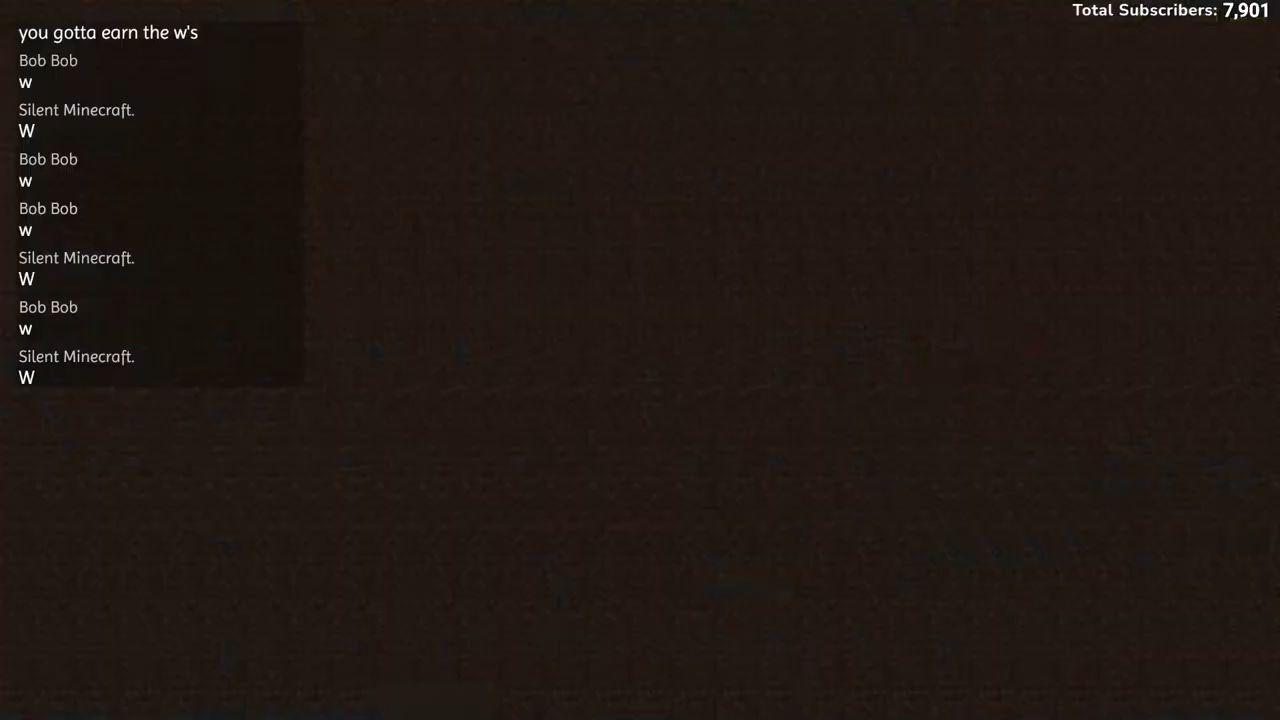 Total Subscribers: 7,901
you gotta earn the w's
Bob Bob
w
Silent Minecraft.
W
Bob Bob
w
Bob Bob
w
Silent Minecraft.
W
Bob Bob
w
Silent Minecraft.
W